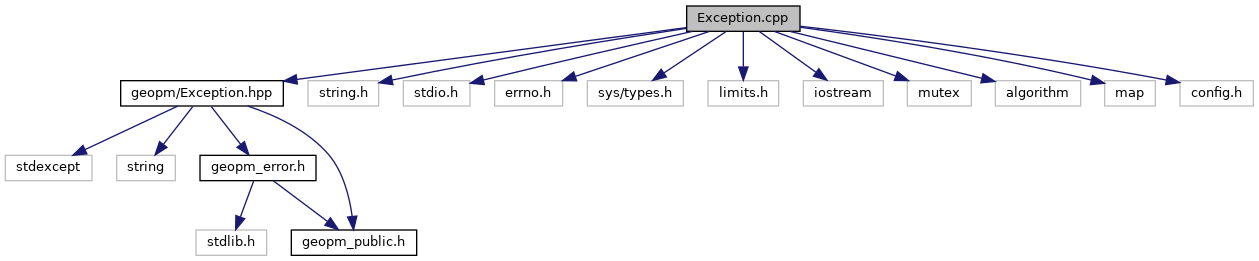 Exception.cpp
geopm/Exception.hpp
string.h
stdio.h
errno.h
sys/types.h
limits.h
iostream
mutex
algorithm
map
config.h
stdexcept
string
geopm_error.h
stdlib.h
geopm_public.h